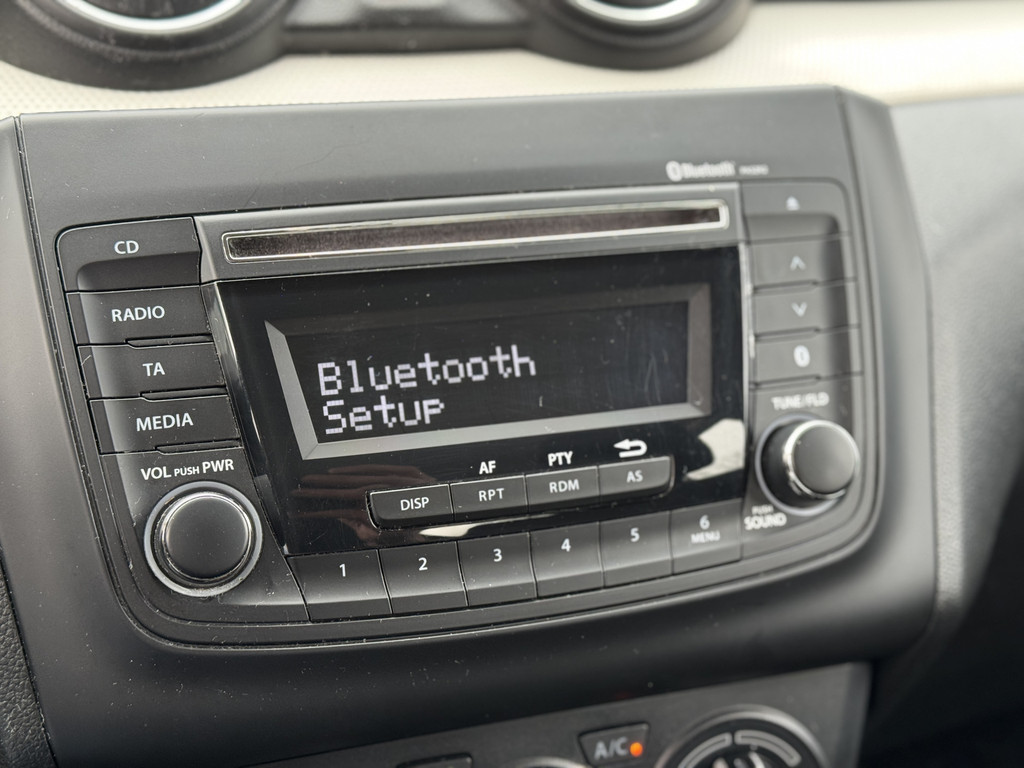 Bluetooth
CD
RADIO
TA
MEDIA
Bluetooth
Setup
VOL PUSH PWR
TUNE/FLD
AF PTY
DISP RPT RDM AS
PUSH
SOUND
1 2 3 4 5 6
MENU
A/C